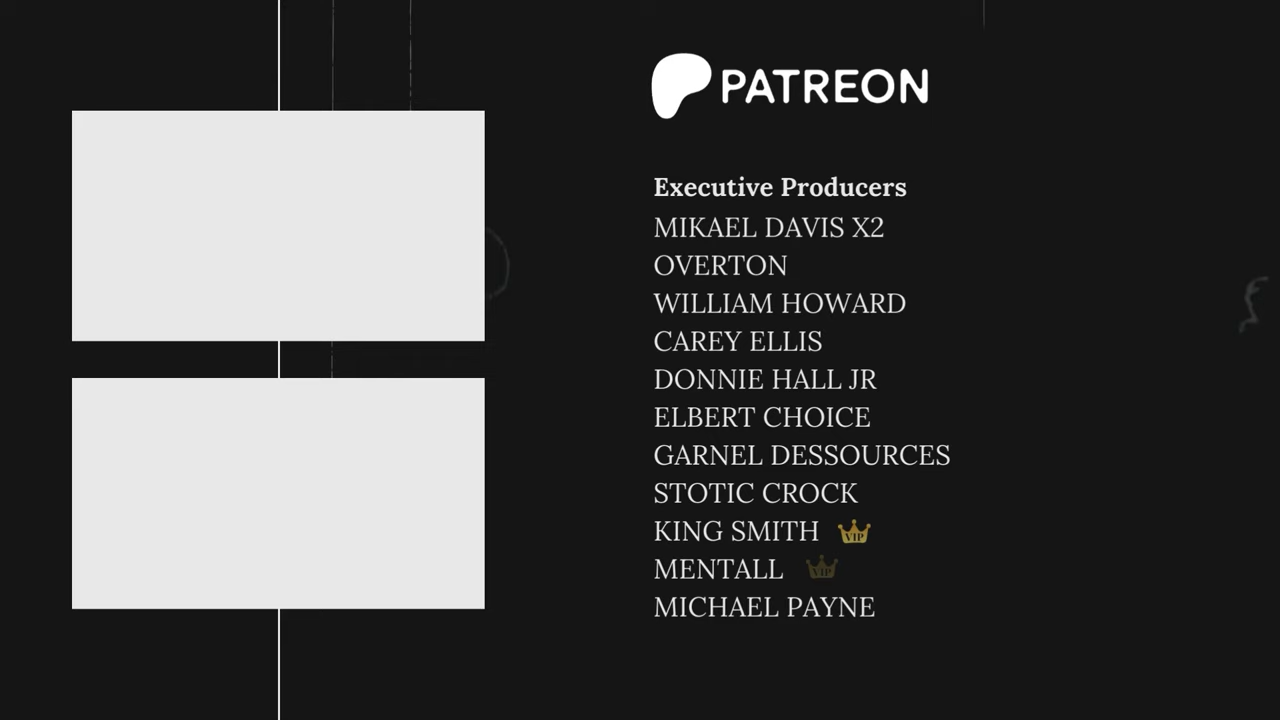 PATREON
Executive Producers
MIKAEL DAVIS X2
OVERTON
WILLIAM HOWARD
CAREY ELLIS
DONNIE HALL JR
ELBERT CHOICE
GARNEL DESSOURCES
STOTIC CROCK
KING SMITH VIP
MENTALL VIP
MICHAEL PAYNE